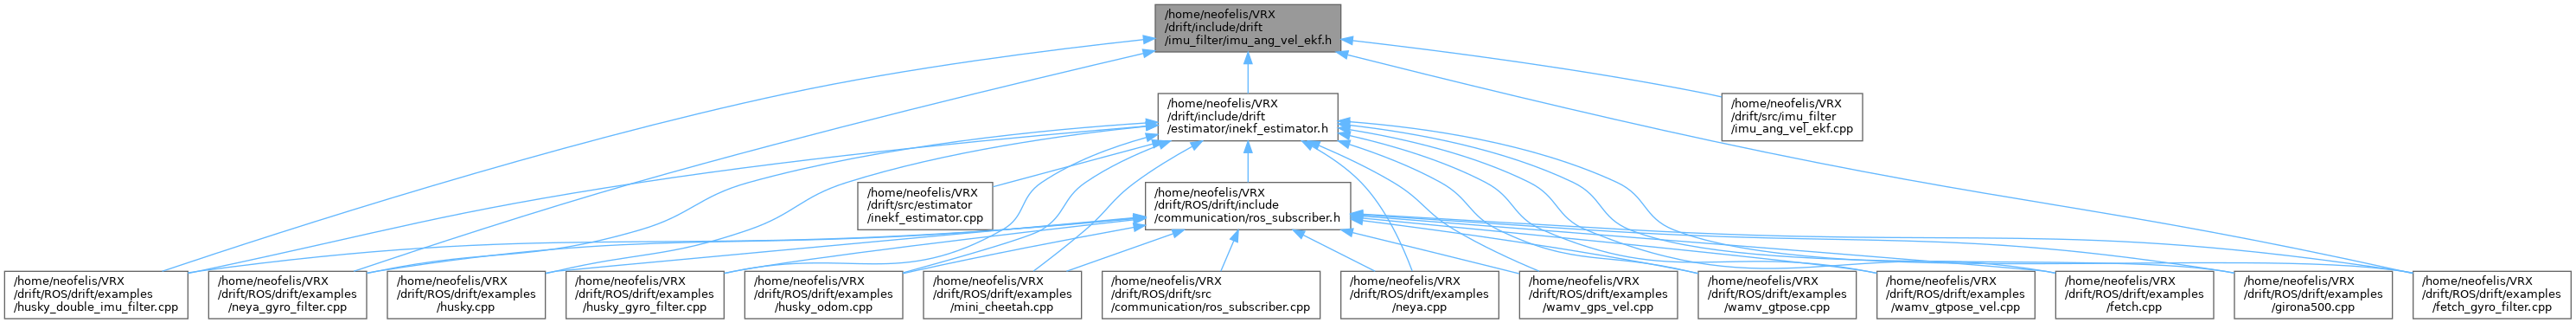 /home/neofelis/VRX
/drift/include/drift
/imu_filter/imu_ang_vel_ekf.h
/home/neofelis/VRX
/drift/include/drift
/estimator/inekf_estimator.h
/home/neofelis/VRX
/drift/src/imu_filter
/imu_ang_vel_ekf.cpp
/home/neofelis/VRX
/drift/src/estimator
/inekf_estimator.cpp
/home/neofelis/VRX
/drift/ROS/drift/include
/communication/ros_subscriber.h
/home/neofelis/VRX
/drift/ROS/drift/examples
/husky_double_imu_filter.cpp
/home/neofelis/VRX
/drift/ROS/drift/examples
/neya_gyro_filter.cpp
/home/neofelis/VRX
/drift/ROS/drift/examples
/husky.cpp
/home/neofelis/VRX
/drift/ROS/drift/examples
/husky_gyro_filter.cpp
/home/neofelis/VRX
/drift/ROS/drift/examples
/husky_odom.cpp
/home/neofelis/VRX
/drift/ROS/drift/examples
/mini_cheetah.cpp
/home/neofelis/VRX
/drift/ROS/drift/src
/communication/ros_subscriber.cpp
/home/neofelis/VRX
/drift/ROS/drift/examples
/neya.cpp
/home/neofelis/VRX
/drift/ROS/drift/examples
/wamv_gps_vel.cpp
/home/neofelis/VRX
/drift/ROS/drift/examples
/wamv_gtpose.cpp
/home/neofelis/VRX
/drift/ROS/drift/examples
/wamv_gtpose_vel.cpp
/home/neofelis/VRX
/drift/ROS/drift/examples
/fetch.cpp
/home/neofelis/VRX
/drift/ROS/drift/examples
/girona500.cpp
/home/neofelis/VRX
/drift/ROS/drift/examples
/fetch_gyro_filter.cpp